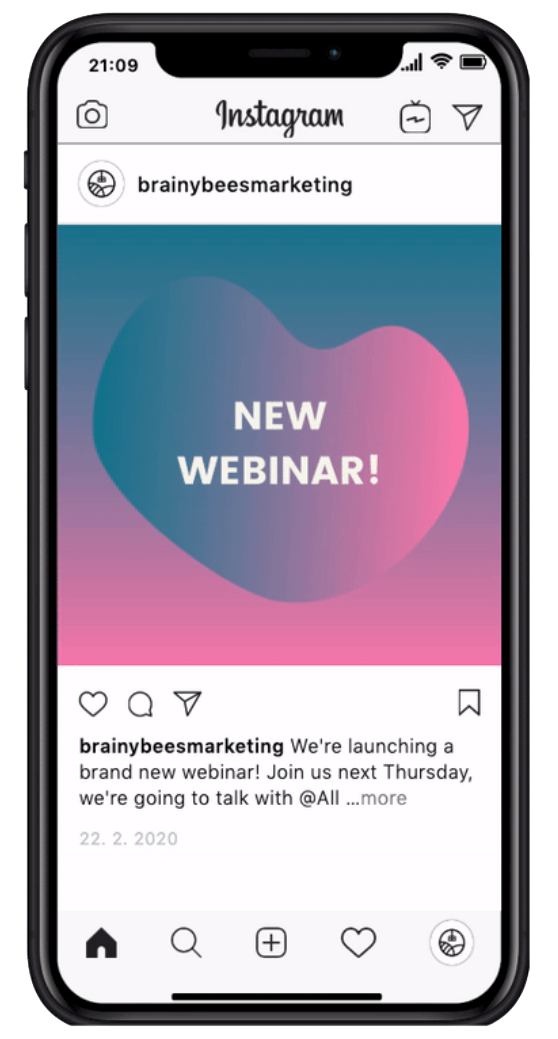 21:09
Instagram
brainybeesmarketing
NEW
WEBINAR!
brainybeesmarketing We're launching a
brand new webinar! Join us next Thursday,
we're going to talk with @All ...more
22. 2. 2020